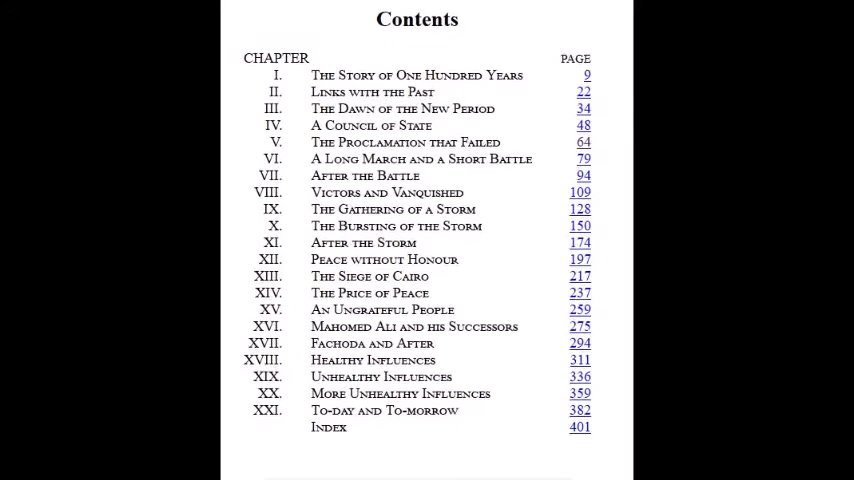 Contents
CHAPTER PAGE
I. The Story of One Hundred Years 9
II. Links with the Past 22
III. The Dawn of the New Period 34
IV. A Council of State 48
V. The Proclamation that Failed 64
VI. A Long March and a Short Battle 79
VII. After the Battle 94
VIII. Victors and Vanquished 109
IX. The Gathering of a Storm 128
X. The Bursting of the Storm 150
XI. After the Storm 174
XII. Peace without Honour 197
XIII. The Siege of Cairo 217
XIV. The Price of Peace 237
XV. An Ungrateful People 259
XVI. Mahomed Ali and his Successors 275
XVII. Fachoda and After 294
XVIII. Healthy Influences 311
XIX. Unhealthy Influences 336
XX. More Unhealthy Influences 359
XXI. To-day and To-morrow 382
Index 401